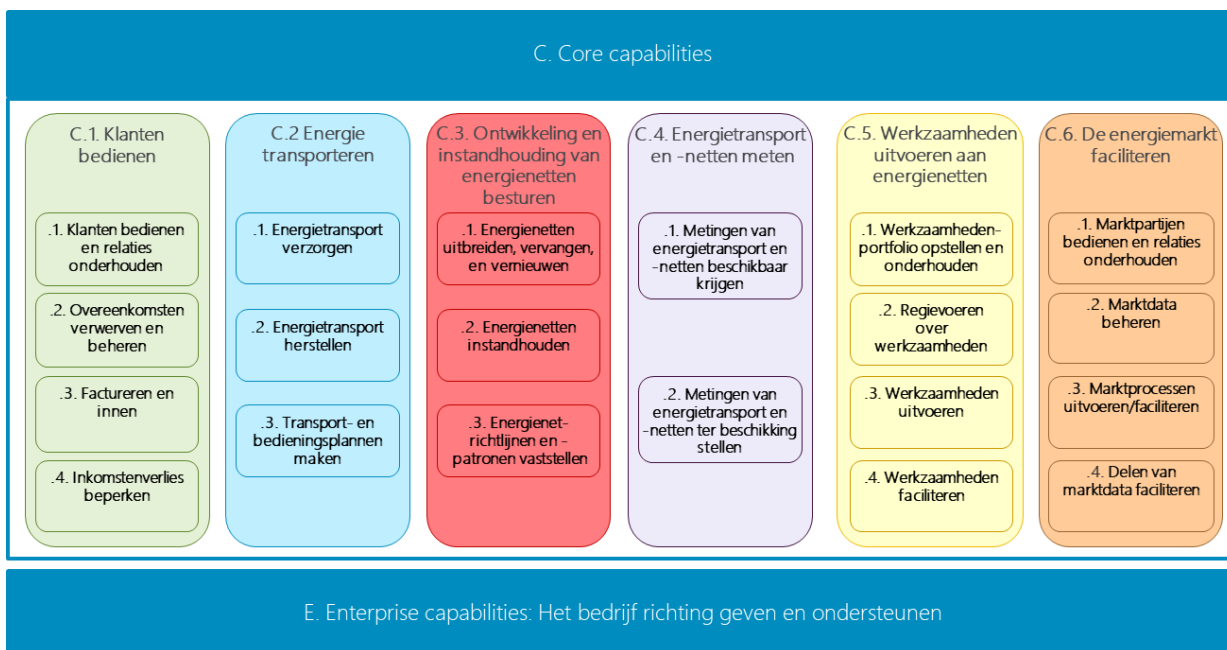 C. Core capabilities
C.1. Klanten
bedienen
.1. Klanten bedienen
en relaties
onderhouden
.2. Overeenkomsten
verwerven en
beheren
.3. Factureren en
innen
.4. Inkomstenverlies
beperken
C.2 Energie
transporteren
.1. Energietransport
verzorgen
.2. Energietransport
herstellen
.3. Transport- en
bedieningsplannen
maken
C.3. Ontwikkeling en
instandhouding van
energienetten
besturen
.1. Energienetten
uitbreiden, vervangen,
en vernieuwen
.2. Energienetten
instandhouden
.3. Energienet-
richtlijnen en -
patronen vaststellen
C.4. Energietransport
en -netten meten
.1. Metingen van
energietransport en
-netten beschikbaar
krijgen
.2. Metingen van
energietransport en
-netten ter beschikking
stellen
C.5. Werkzaamheden
uitvoeren aan
energienetten
.1. Werkzaamheden-
portfolio opstellen en
onderhouden
.2. Regievoeren
over
werkzaamheden
.3. Werkzaamheden
uitvoeren
.4. Werkzaamheden
faciliteren
C.6. De energiemarkt
faciliteren
.1. Marktpartijen
bedienen en relaties
onderhouden
.2. Marktdata
beheren
.3. Marktprocessen
uitvoeren/faciliteren
.4. Delen van
marktdata faciliteren
E. Enterprise capabilities: Het bedrijf richting geven en ondersteunen